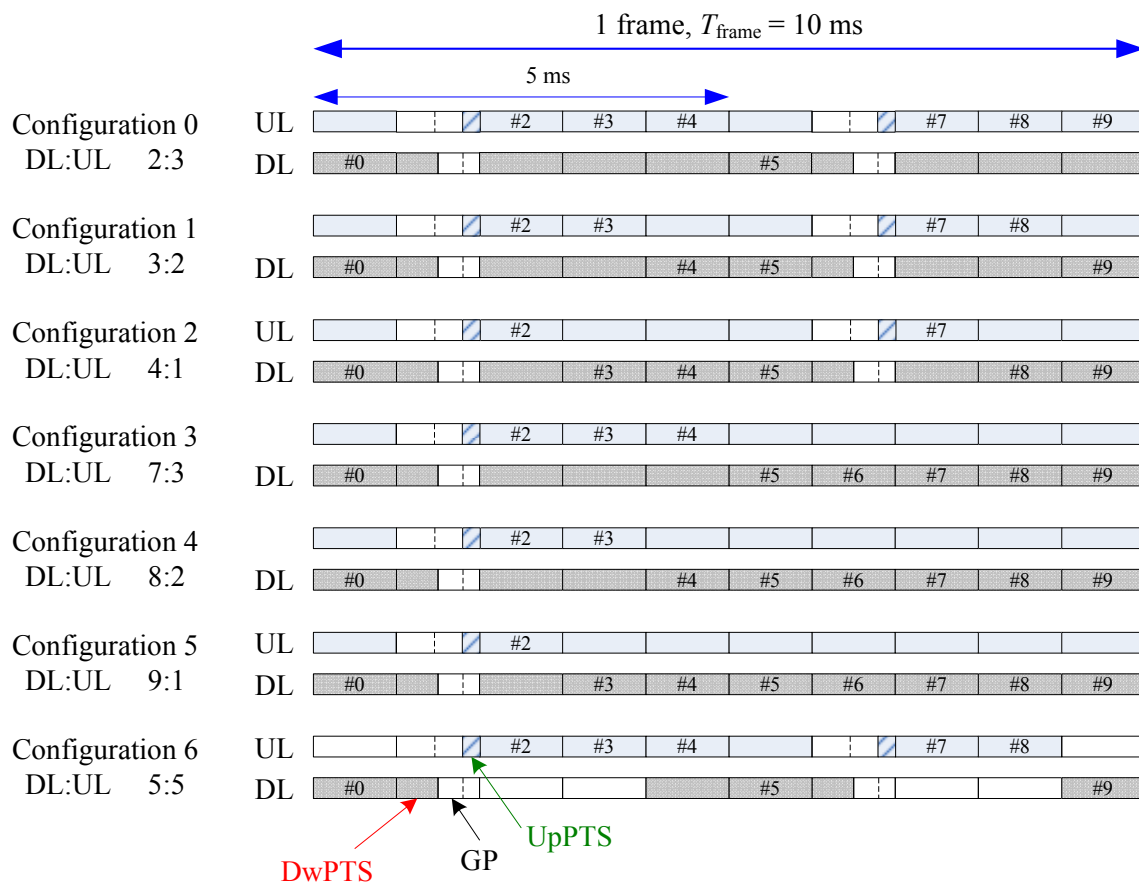 1 frame, Tframe = 10 ms
5 ms
Configuration 0 UL #2 #3 #4 #7 #8 #9
DL:UL 2:3 DL #0 #5
Configuration 1 UL #2 #3 #7 #8
DL:UL 3:2 DL #0 #4 #5 #9
Configuration 2 UL #2 #7
DL:UL 4:1 DL #0 #3 #4 #5 #8 #9
Configuration 3 #2 #3 #4
DL:UL 7:3 DL #0 #5 #6 #7 #8 #9
Configuration 4 #2 #3
DL:UL 8:2 DL #0 #4 #5 #6 #7 #8 #9
Configuration 5 UL #2
DL:UL 9:1 DL #0 #3 #4 #5 #6 #7 #8 #9
Configuration 6 UL #2 #3 #4 #7 #8
DL:UL 5:5 DL #0 #5 #9
UpPTS
GP
DwPTS